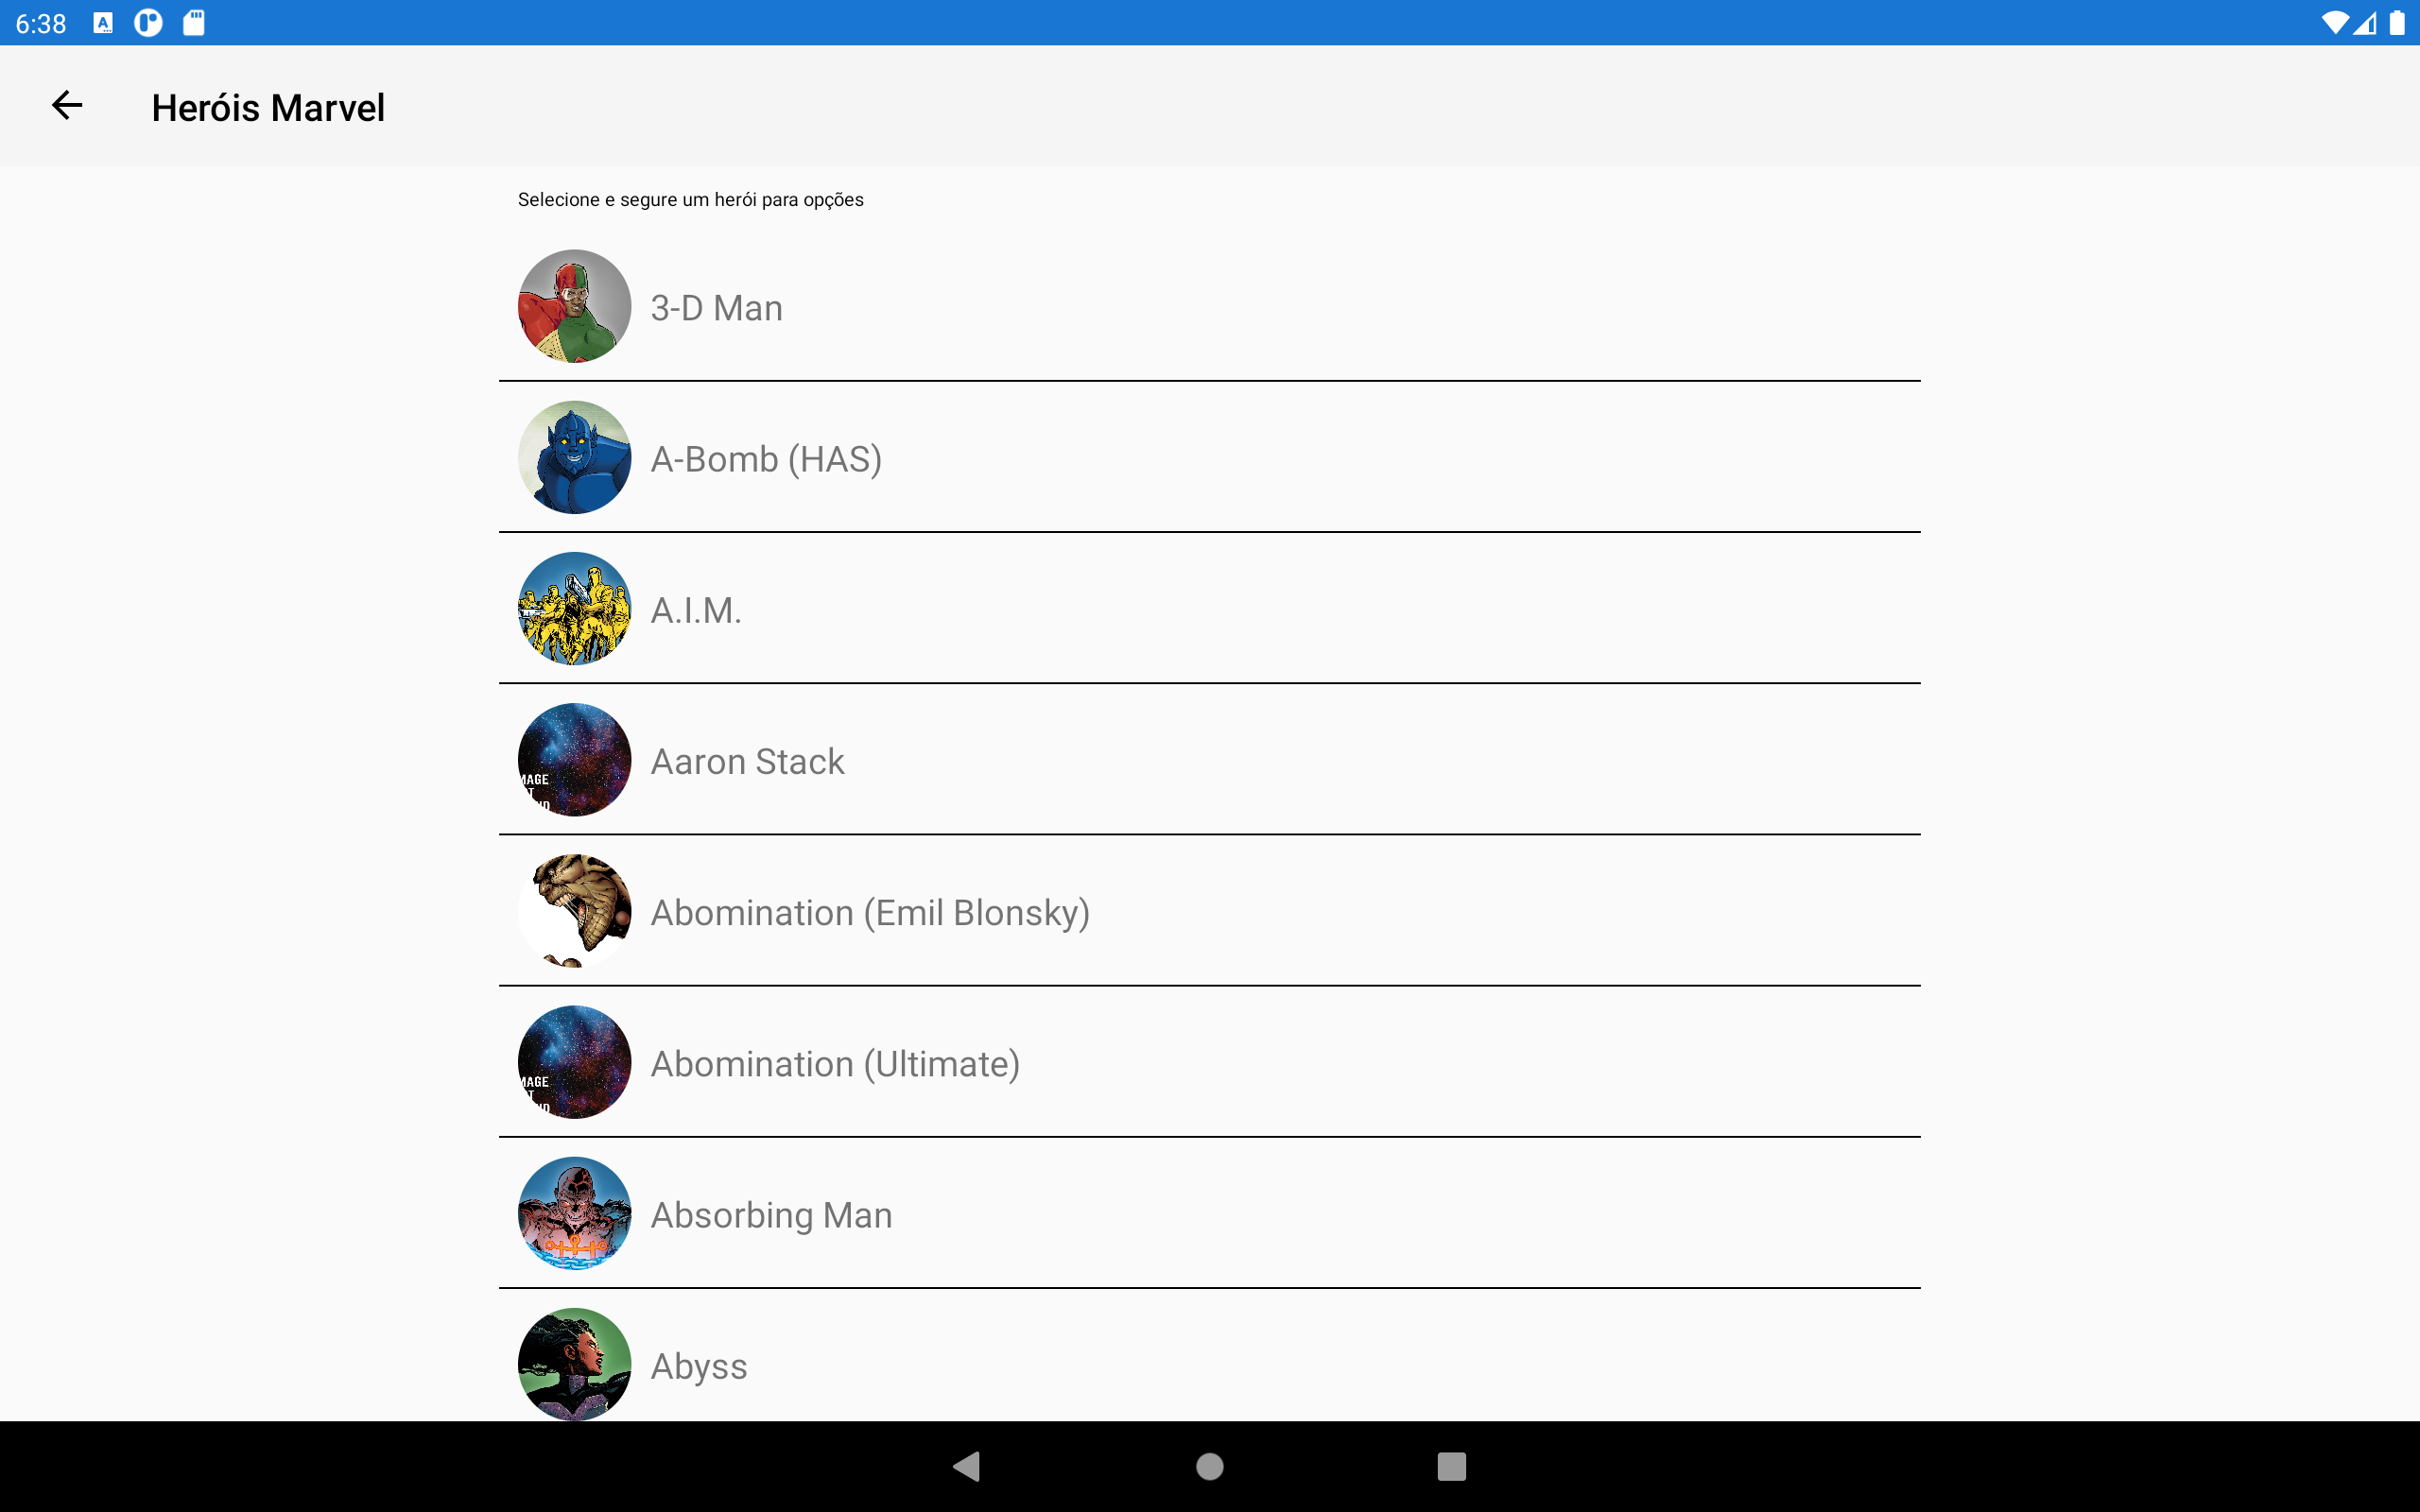 6:38
Heróis Marvel
Selecione e segure um herói para opções
3-D Man
A-Bomb (HAS)
A.I.M.
Aaron Stack
Abomination (Emil Blonsky)
Abomination (Ultimate)
Absorbing Man
Abyss